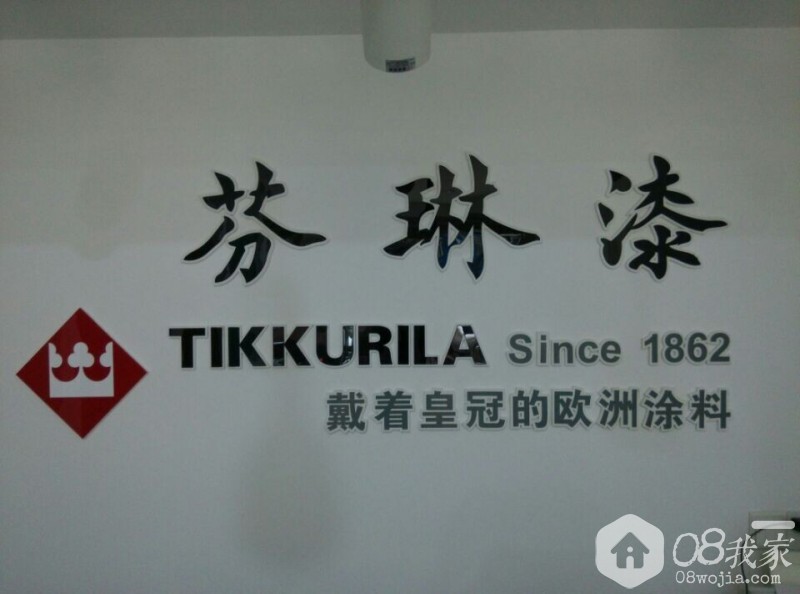 芬琳漆
TIKKURILA Since 1862
戴着皇冠的欧洲涂料
08我家
08wojia.com